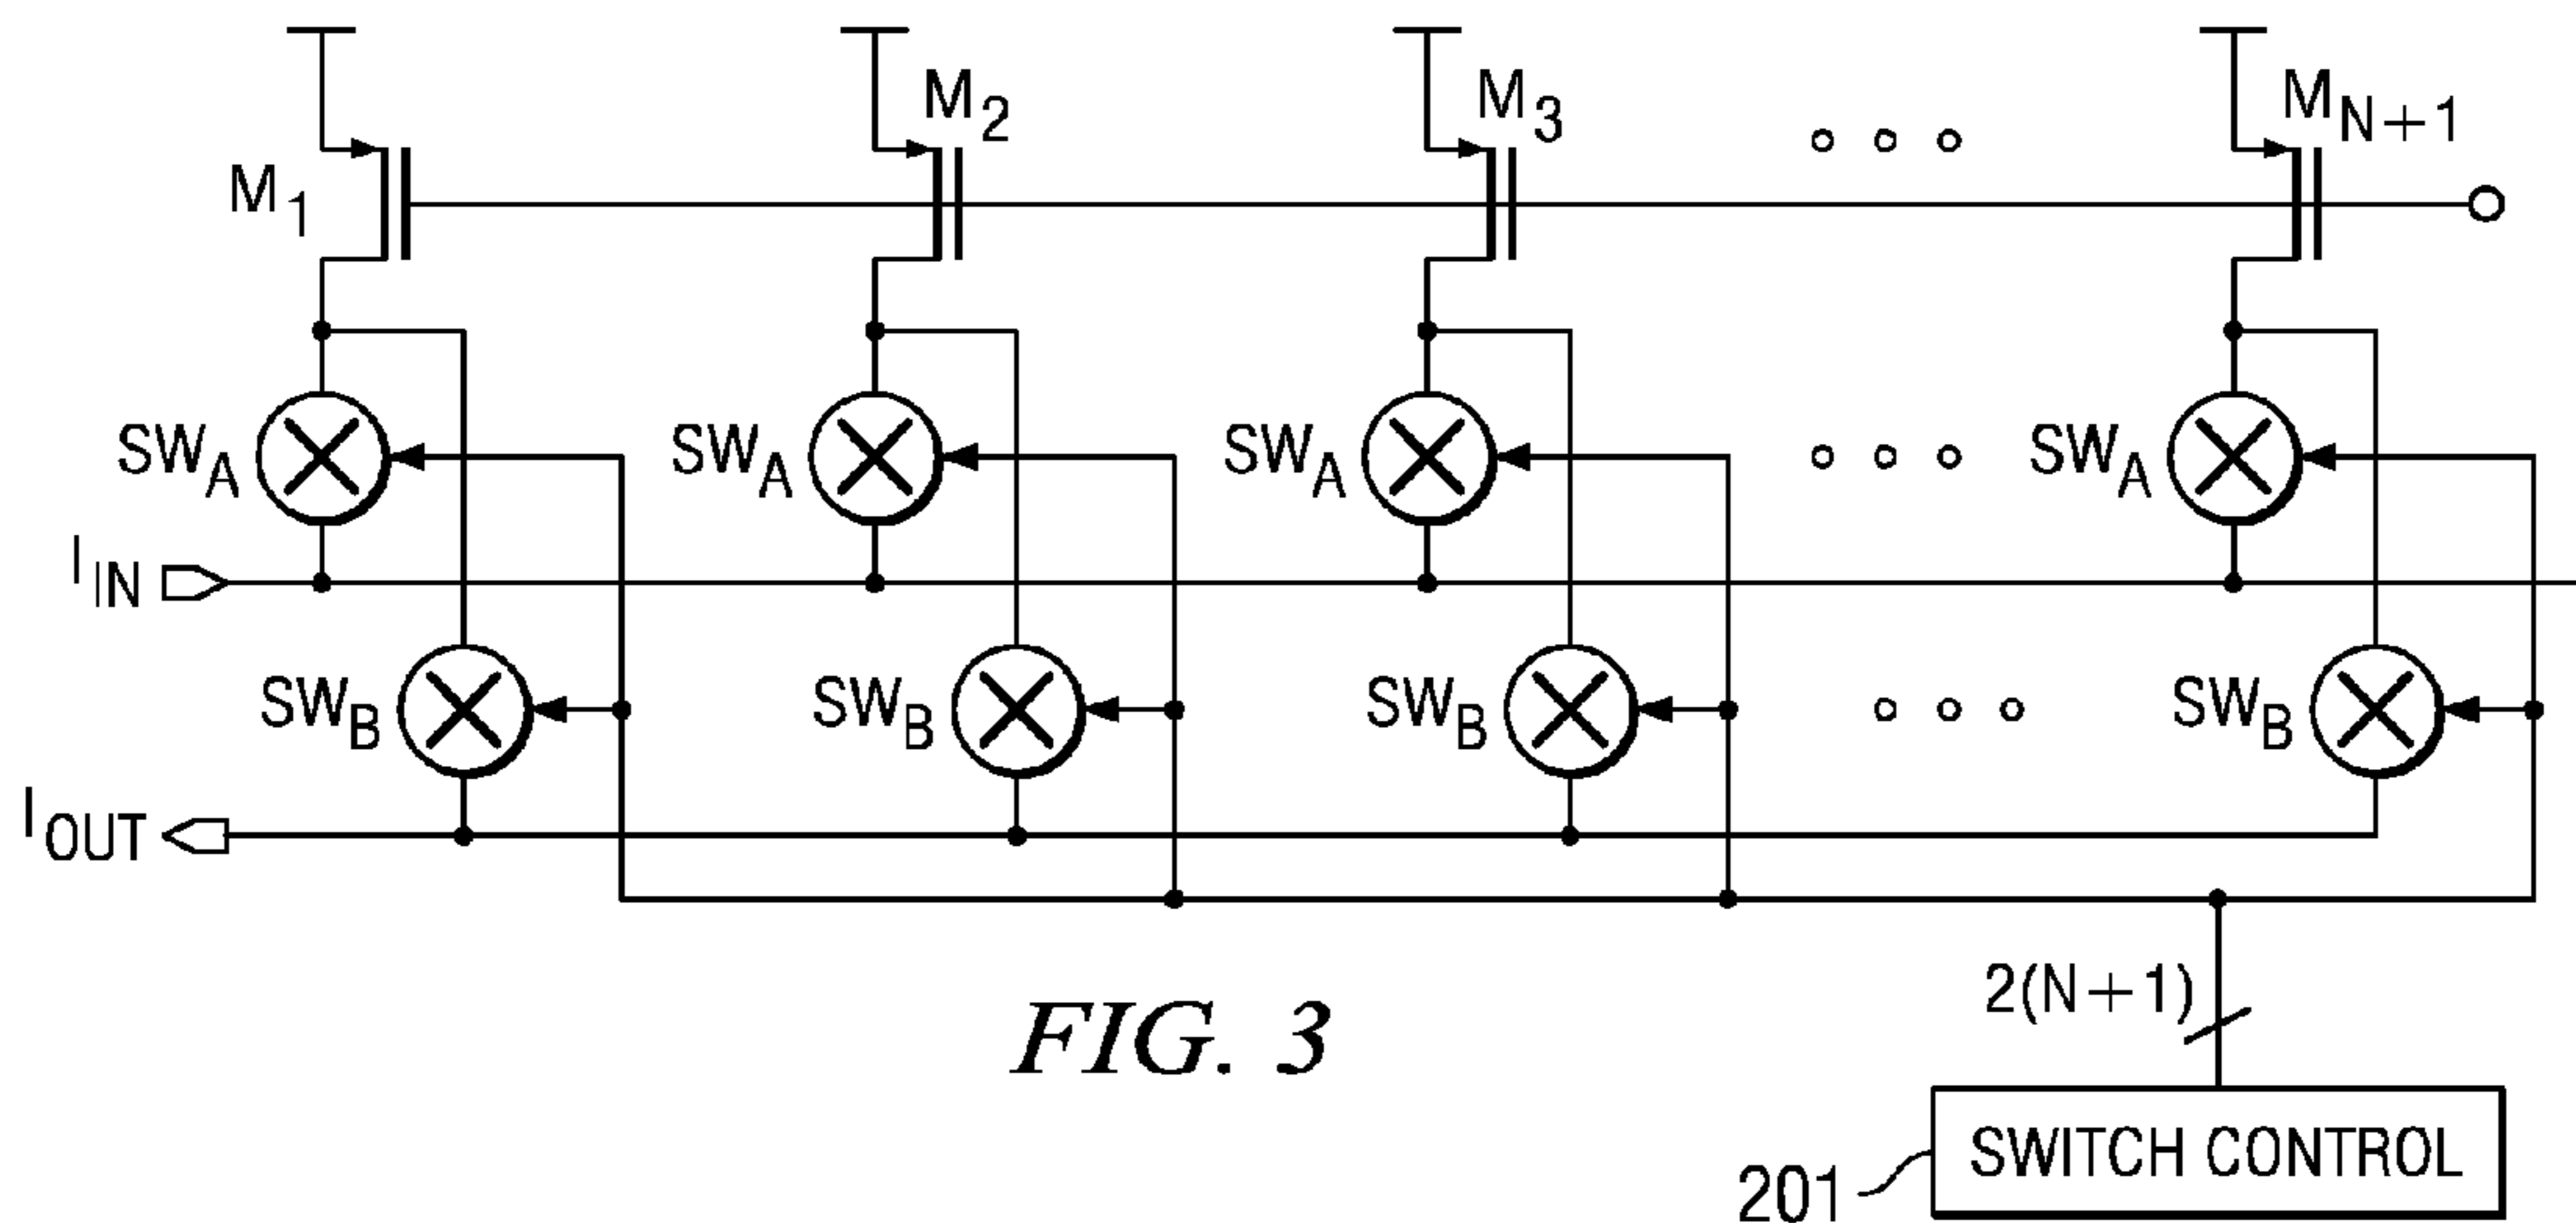 M1 M2 M3 MN+1
SWA SWA SWA SWA
IIN
SWB SWB SWB SWB
IOUT
2(N+1)
FIG. 3
SWITCH CONTROL
201